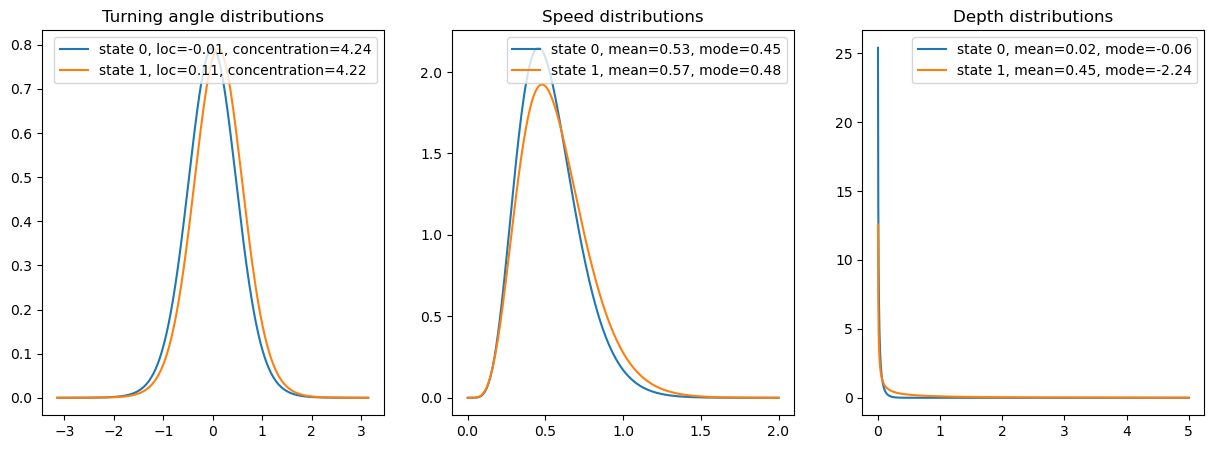 Turning angle distributions
state 0, loc=-0.01, concentration=4.24
state 1, loc=0.11, concentration=4.22
0.8
0.7
0.6
0.5
0.4
0.3
0.2
0.1
0.0
−3 −2 −1 0 1 2 3
Speed distributions
state 0, mean=0.53, mode=0.45
state 1, mean=0.57, mode=0.48
2.0
1.5
1.0
0.5
0.0
0.0 0.5 1.0 1.5 2.0
Depth distributions
state 0, mean=0.02, mode=-0.06
state 1, mean=0.45, mode=-2.24
25
20
15
10
5
0
0 1 2 3 4 5